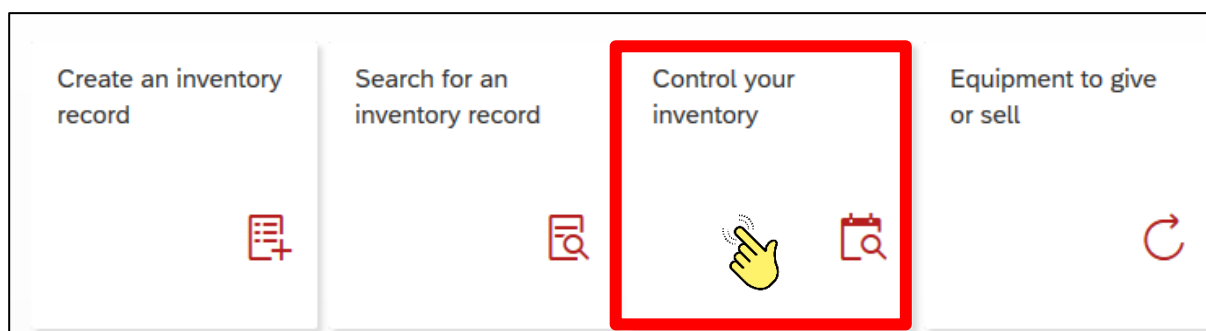 Create an inventory
record
Search for an
inventory record
Control your
inventory
Equipment to give
or sell